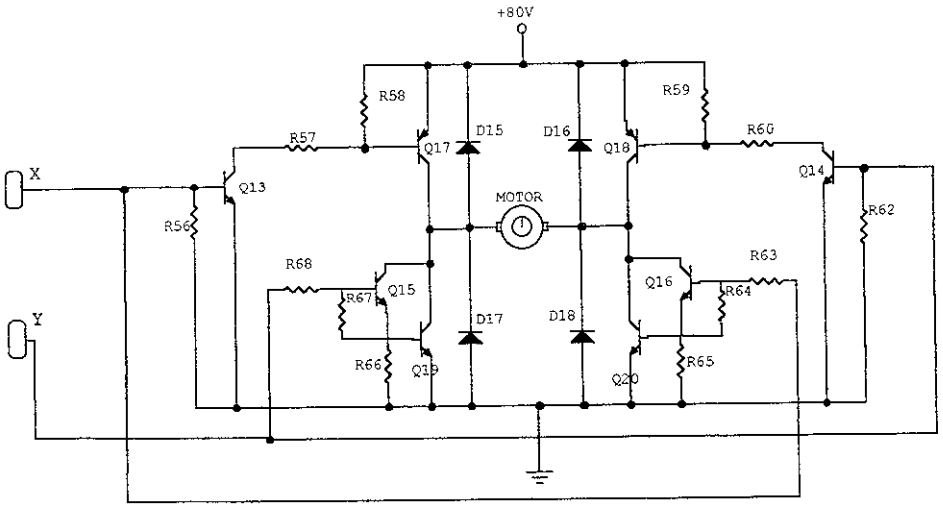 +80V
R58
R59
D15
D16
R57
R60
Q17
Q18
X
Q13
Q14
MOTOR
R56
R62
R68
R63
Q15
Q16
R67
R64
Y
D17
D18
R66
Q19
R65
Q20